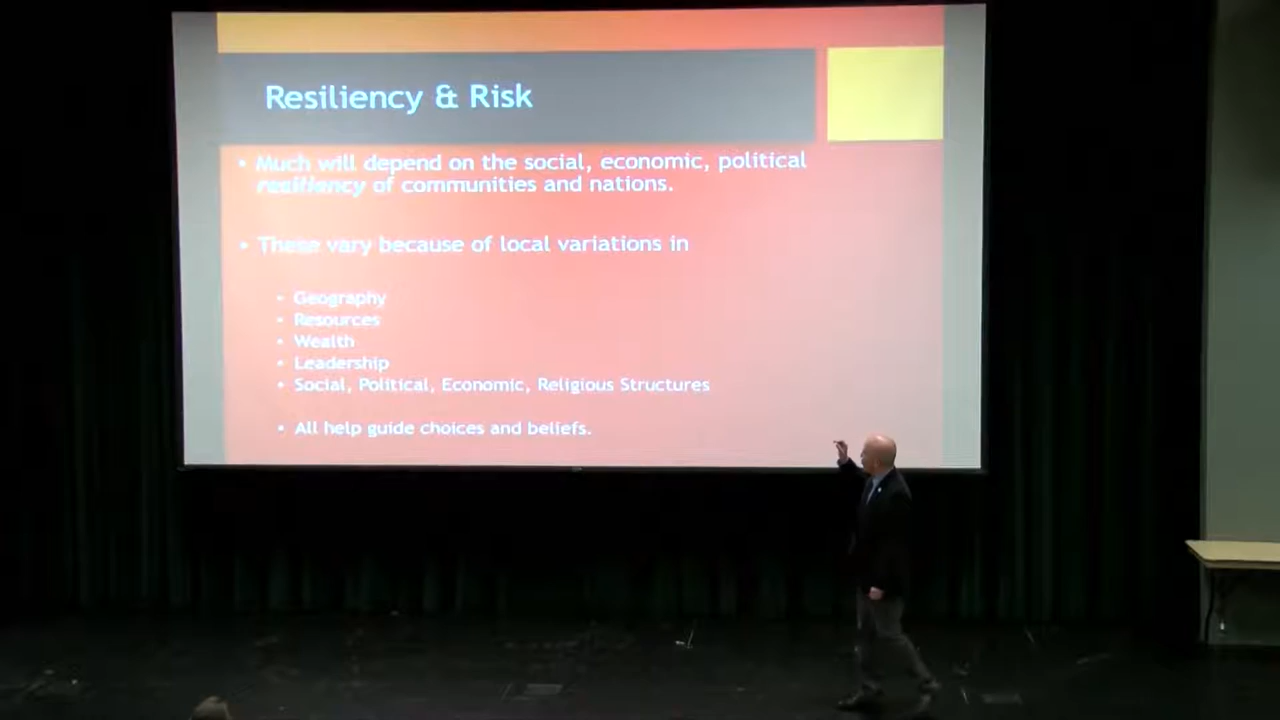 Resiliency & Risk
• Much will depend on the social, economic, political
resiliency of communities and nations.
• These vary because of local variations in
• Geography
• Resources
• Wealth
• Leadership
• Social, Political, Economic, Religious Structures
• All help guide choices and beliefs.